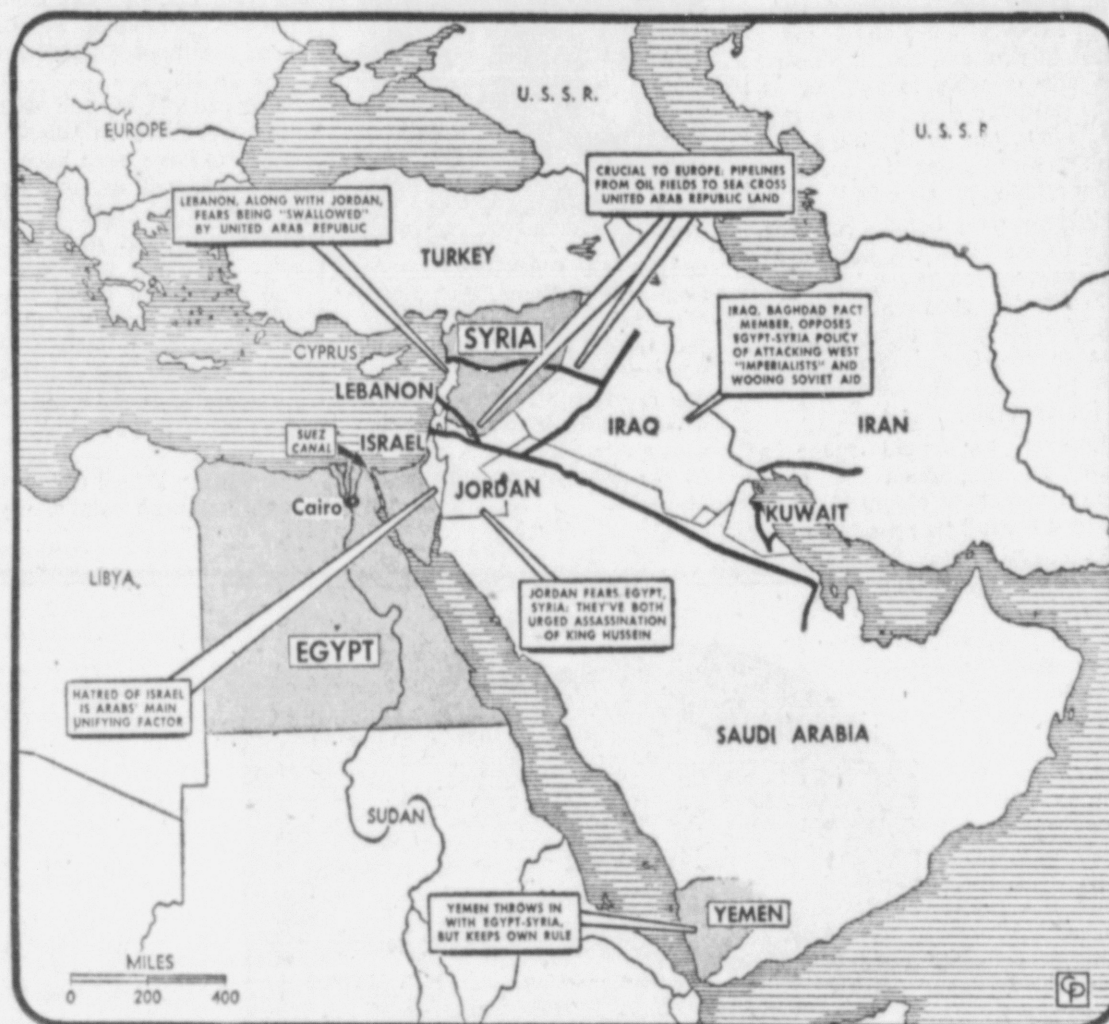 U. S. S. R.
U. S. S. R
EUROPE
CRUCIAL TO EUROPE: PIPELINES
FROM OIL FIELDS TO SEA CROSS
UNITED ARAB REPUBLIC LAND
LEBANON, ALONG WITH JORDAN,
FEARS BEING "SWALLOWED"
BY UNITED ARAB REPUBLIC
TURKEY
IRAQ, BAGHDAD PACT
MEMBER, OPPOSES
EGYPT-SYRIA POLICY
OF ATTACKING WEST
"IMPERIALISTS" AND
WOOING SOVIET AID
SYRIA
CYPRUS
LEBANON
IRAQ
IRAN
SUEZ
CANAL
ISRAEL
JORDAN
Cairo
KUWAIT
LIBYA
JORDAN FEARS EGYPT,
SYRIA: THEY'VE BOTH
URGED ASSASSINATION
OF KING HUSSEIN
EGYPT
HATRED OF ISRAEL
IS ARABS' MAIN
UNIFYING FACTOR
SAUDI ARABIA
SUDAN
YEMEN THROWS IN
WITH EGYPT-SYRIA,
BUT KEEPS OWN RULE
YEMEN
MILES
0 200 400
CP